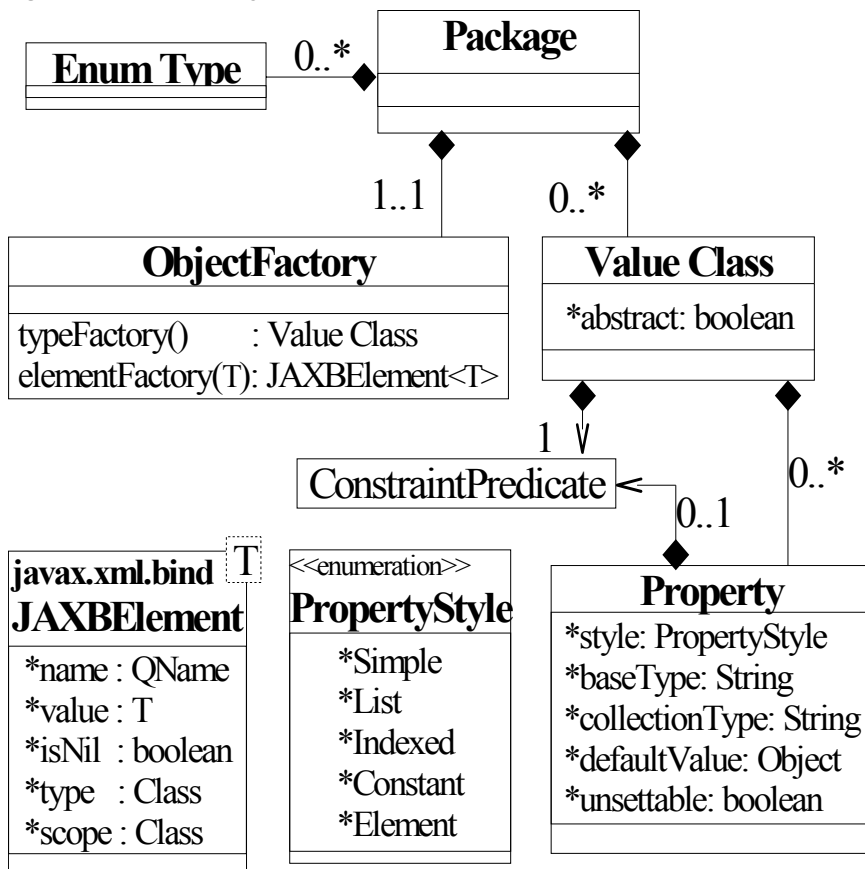 Package
Enum Type
0..*
1..1
0..*
ObjectFactory
typeFactory() : Value Class
elementFactory(T): JAXBElement<T>
Value Class
*abstract: boolean
1
0..*
ConstraintPredicate
0..1
javax.xml.bind T
JAXBElement
*name : QName
*value : T
*isNil : boolean
*type : Class
*scope : Class
<<enumeration>>
PropertyStyle
*Simple
*List
*Indexed
*Constant
*Element
Property
*style: PropertyStyle
*baseType: String
*collectionType: String
*defaultValue: Object
*unsettable: boolean